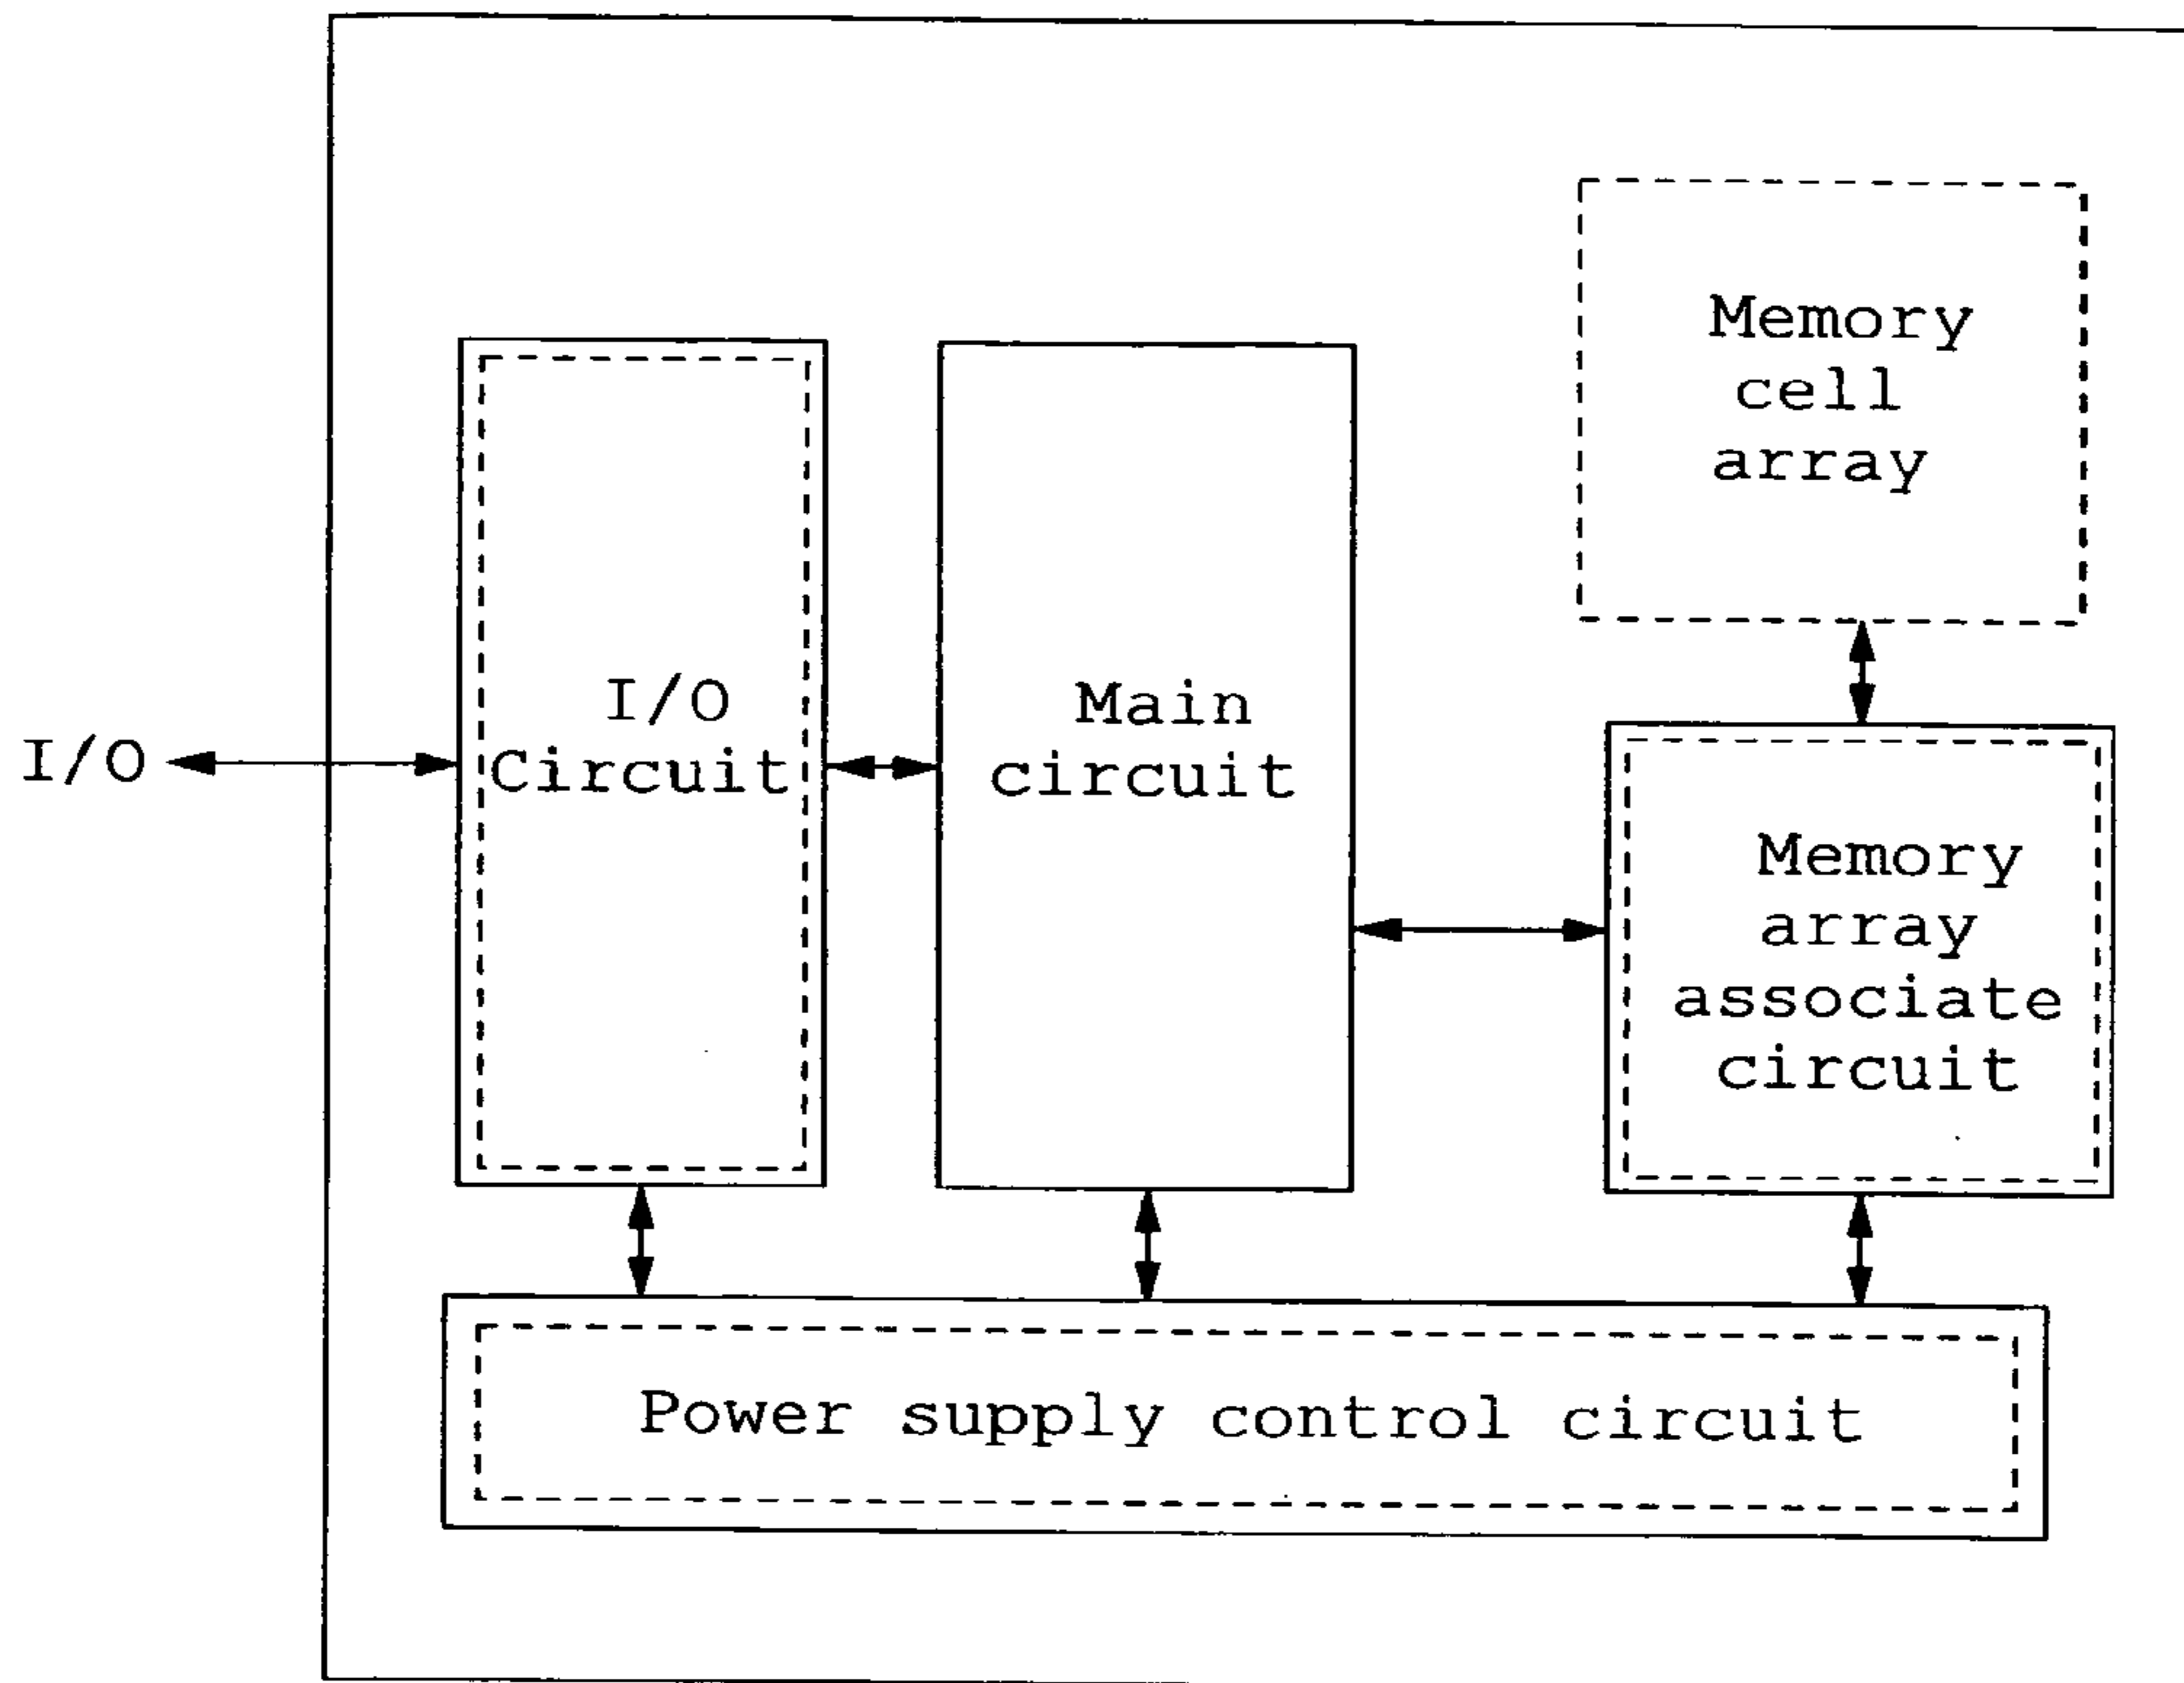 I/O
I/O
Circuit
Main
circuit
Memory
cell
array
Memory
array
associate
circuit
Power supply control circuit